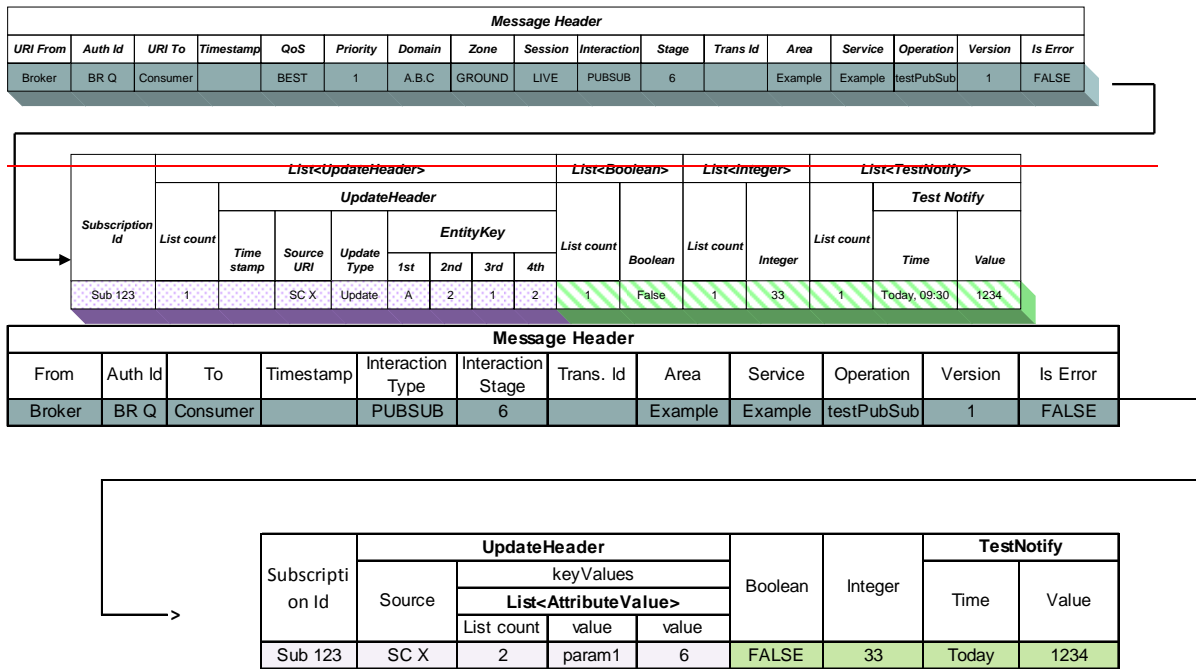 Message Header
URI From Auth Id URI To Timestamp QoS Priority Domain Zone Session Interaction Stage Trans Id Area Service Operation Version Is Error
Broker BR Q Consumer BEST 1 A.B.C GROUND LIVE PUBSUB 6 Example Example testPubSub 1 FALSE
List<UpdateHeader> List<Boolean> List<Integer> List<TestNotify>
UpdateHeader Test Notify
Subscription Id List count Time stamp Source URI Update Type EntityKey List count Boolean List count Integer List count Time Value
1st 2nd 3rd 4th
Sub 123 1 SC X Update A 2 1 2 1 False 1 33 1 Today, 09:30 1234
Message Header
From Auth Id To Timestamp Interaction Type Interaction Stage Trans. Id Area Service Operation Version Is Error
Broker BR Q Consumer PUBSUB 6 Example Example testPubSub 1 FALSE
UpdateHeader TestNotify
Subscripti on Id Source keyValues Boolean Integer Time Value
List<AttributeValue>
List count value value
Sub 123 SC X 2 param1 6 FALSE 33 Today 1234